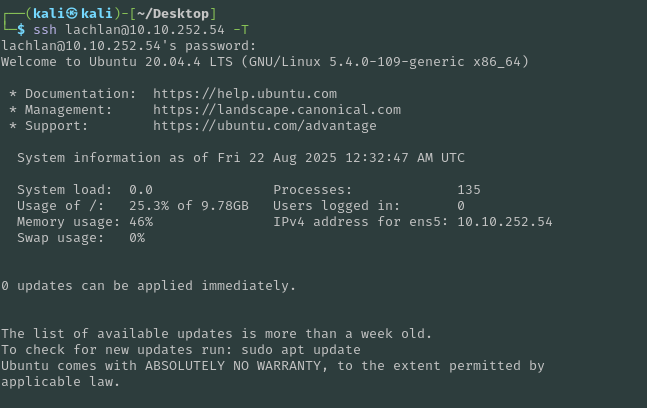 ┌──(kali㉿kali)-[~/Desktop]
└─$ ssh lachlan@10.10.252.54 -T
lachlan@10.10.252.54's password:
Welcome to Ubuntu 20.04.4 LTS (GNU/Linux 5.4.0-109-generic x86_64)

 * Documentation:  https://help.ubuntu.com
 * Management:     https://landscape.canonical.com
 * Support:        https://ubuntu.com/advantage

  System information as of Fri 22 Aug 2025 12:32:47 AM UTC

  System load:  0.0               Processes:             135
  Usage of /:   25.3% of 9.78GB   Users logged in:       0
  Memory usage: 46%               IPv4 address for ens5: 10.10.252.54
  Swap usage:   0%


0 updates can be applied immediately.


The list of available updates is more than a week old.
To check for new updates run: sudo apt update
Ubuntu comes with ABSOLUTELY NO WARRANTY, to the extent permitted by
applicable law.